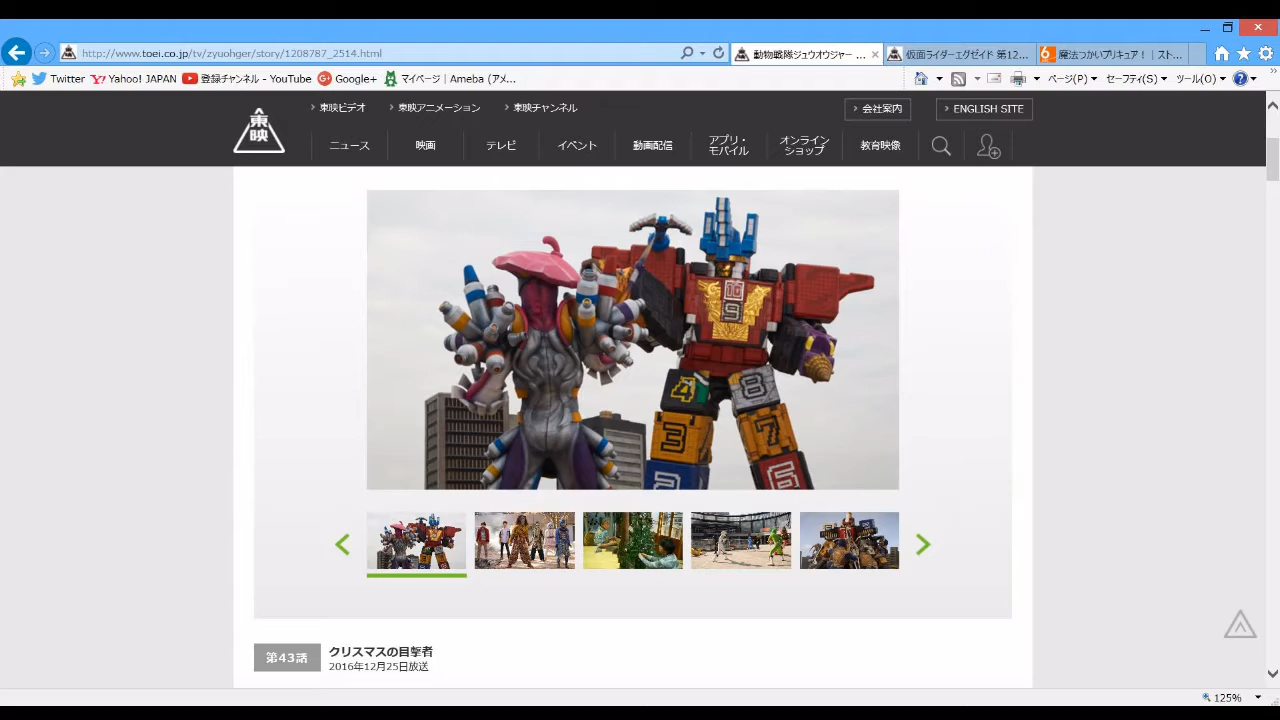 http://www.toei.co.jp/tv/zyuohger/story/1208787_2514.html
動物戦隊ジュウオウジャー ...
仮面ライダーエグゼイド 第12...
魔法つかいプリキュア！｜スト...
Twitter
Yahoo! JAPAN
登録チャンネル - YouTube
Google+
マイページ｜Ameba (アメ...
ページ(P)
セーフティ(S)
ツール(O)
東映
東映ビデオ
東映アニメーション
東映チャンネル
会社案内
ENGLISH SITE
ニュース
映画
テレビ
イベント
動画配信
アプリ・
モバイル
オンライン
ショップ
教育映像
10
9
4
8
3
7
2
6
第43話
クリスマスの目撃者
2016年12月25日放送
125%